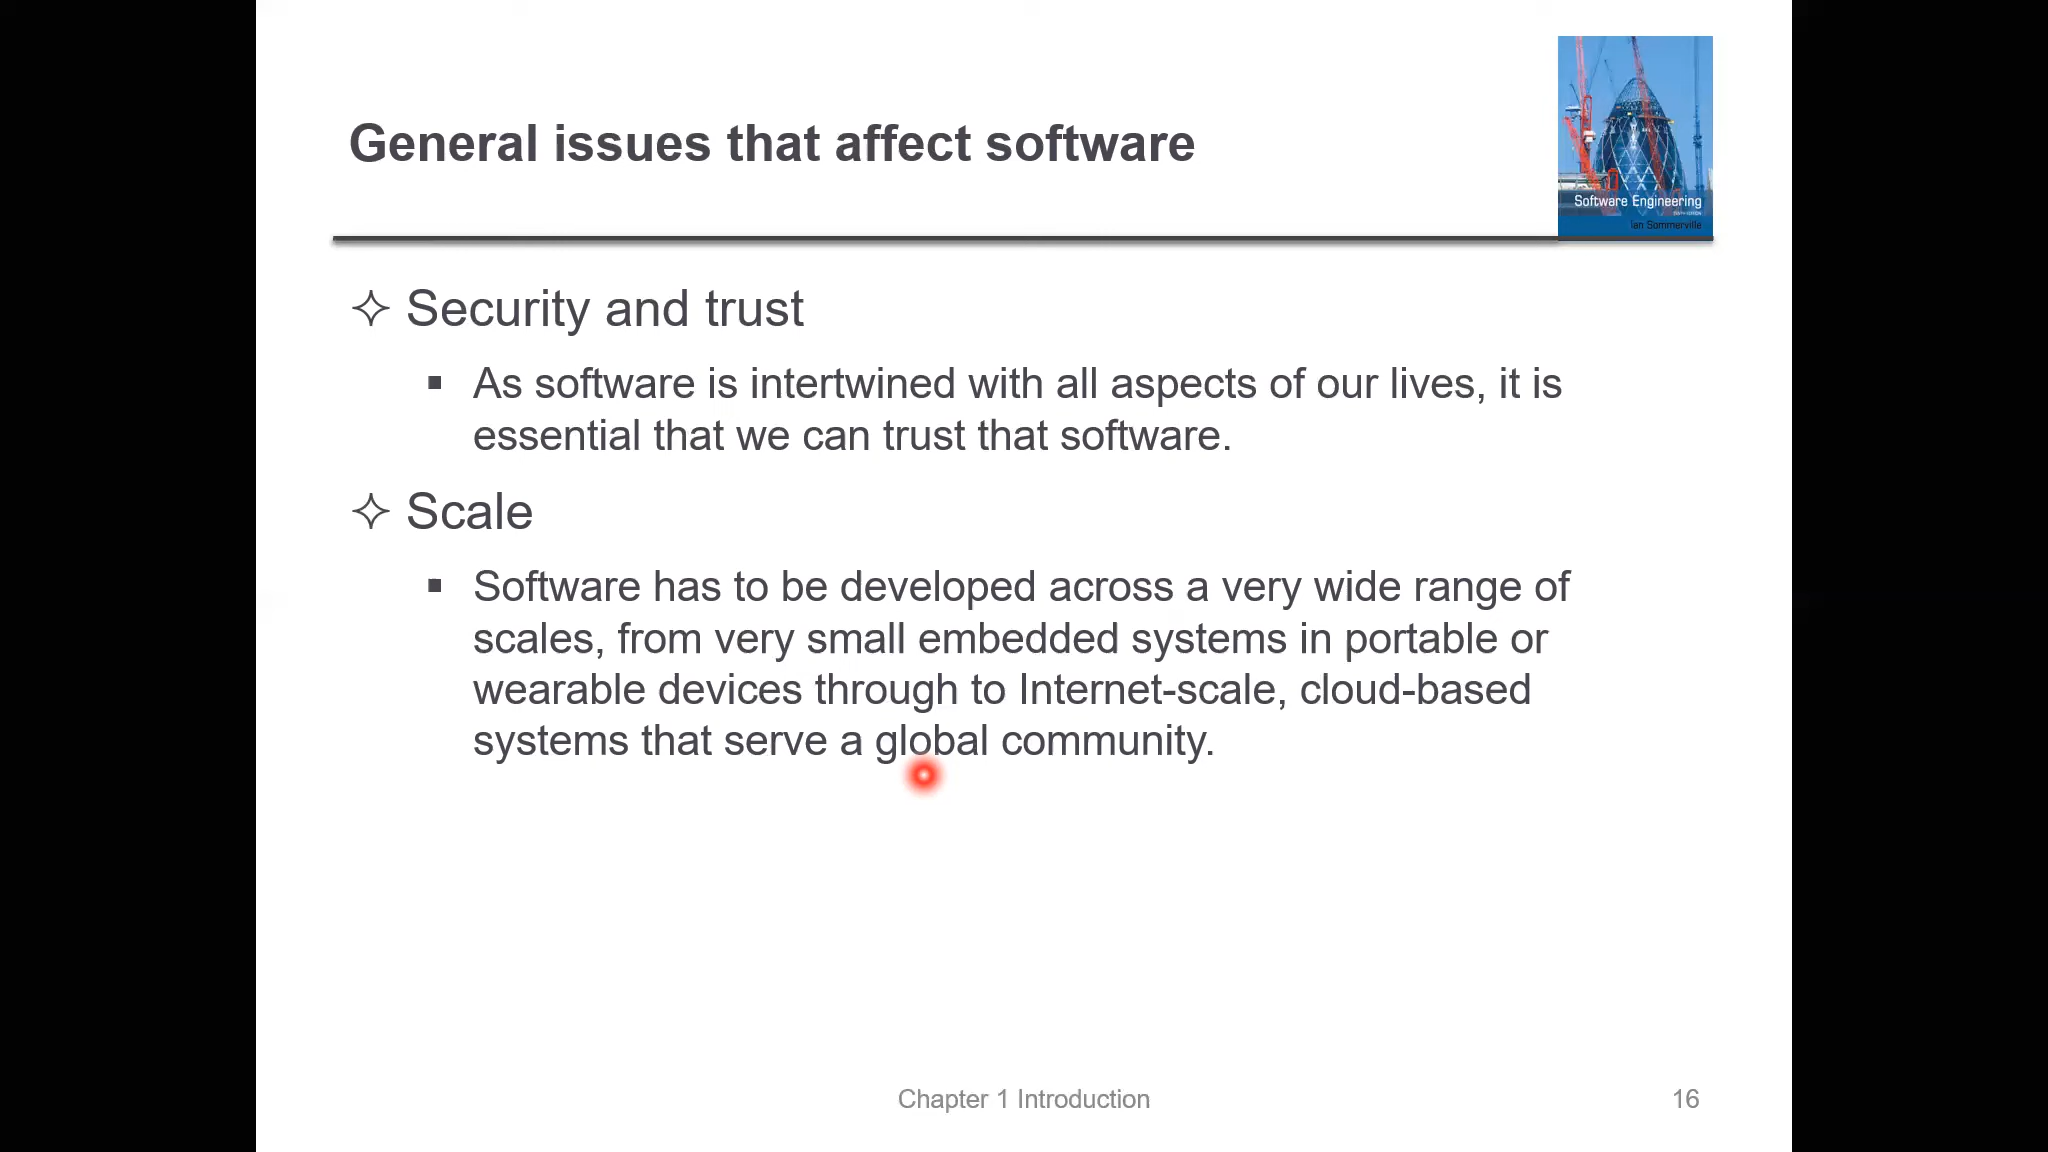 General issues that affect software
Software Engineering
Ian Sommerville
✧ Security and trust
▪ As software is intertwined with all aspects of our lives, it is
essential that we can trust that software.
✧ Scale
▪ Software has to be developed across a very wide range of
scales, from very small embedded systems in portable or
wearable devices through to Internet-scale, cloud-based
systems that serve a global community.
Chapter 1 Introduction
16